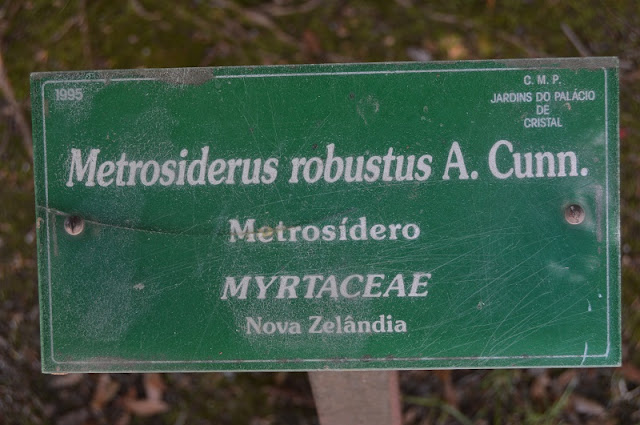 1995
C. M. P.
JARDINS DO PALÁCIO
DE
CRISTAL
Metrosiderus robustus A. Cunn.
Metrosídero
MYRTACEAE
Nova Zelândia